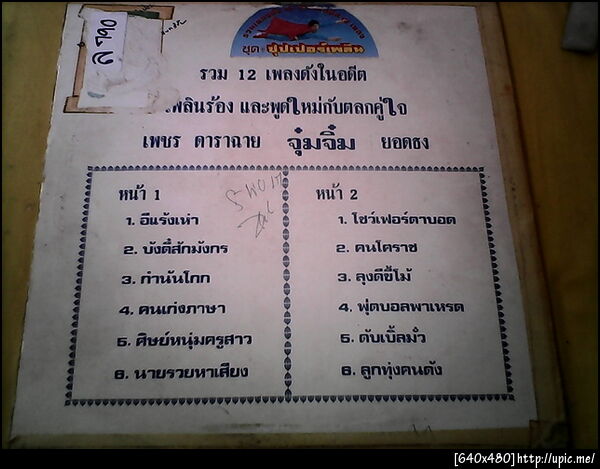 ล ๆ90
ชุด ซุปเปอร์เพลิน
รวม 12 เพลงดังในอดีต
เพลินร้อง และพูดใหม่กับตลกคู่ใจ
เพชร ดาราฉาย จุ๋มจิ๋ม ยอดธง
หน้า 1
1. อีแร้งเห่า
2. บังตี๋สักมังกร
3. กำนันโกก
4. คนเก่งภาษา
5. ศิษย์หนุ่มครูสาว
6. นายรวยหาเสียง
หน้า 2
1. โชว์เฟอร์ตาบอด
2. คนโคราช
3. ลุงดีขี้โม้
4. ฟุตบอลพาเหรด
5. ดับเบิ้ลมั่ว
6. ลูกทุ่งคนดัง
[640x480]http://upic.me/